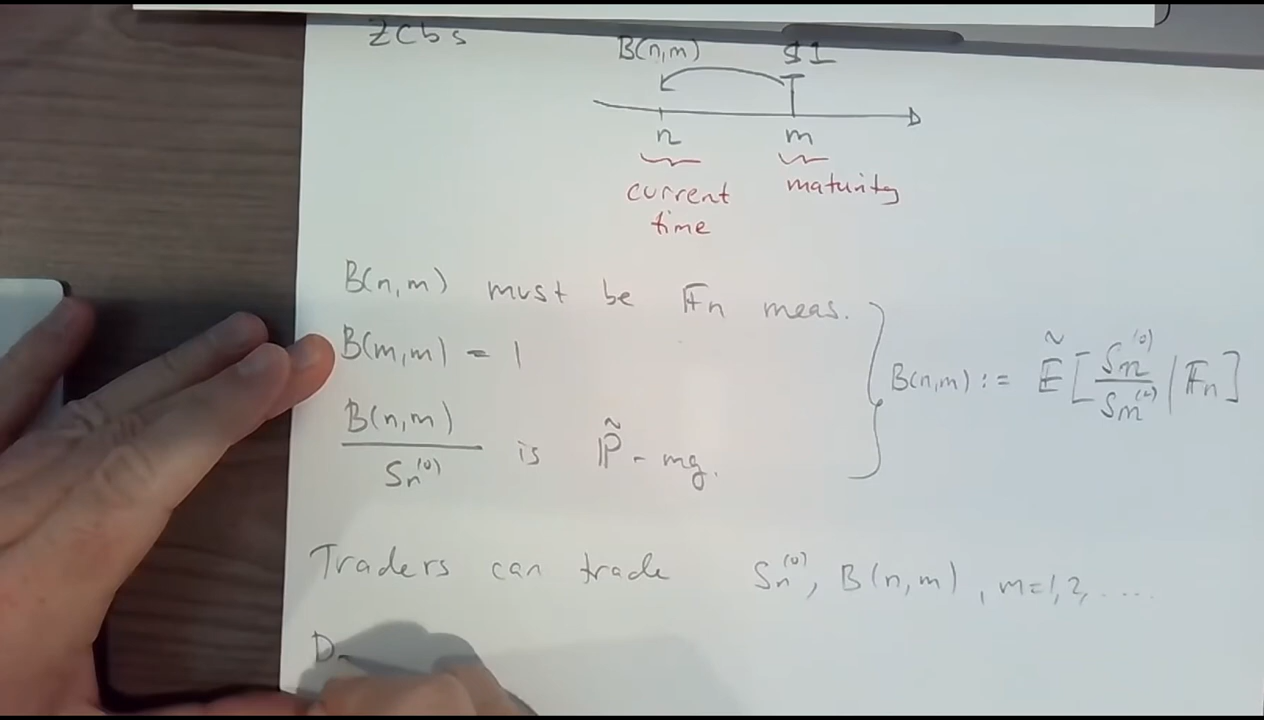 ZCBs
B(n,m) $1
n m
current maturity
time
B(n,m) must be 𝔽n meas.
B(m,m) = 1
B(n,m) := Ẽ[Sn^(0)/Sm^(0) | 𝔽n]
B(n,m)/Sn^(0) is P̃ - mg.
Traders can trade Sn^(0), B(n,m), m=1,2, ....
D